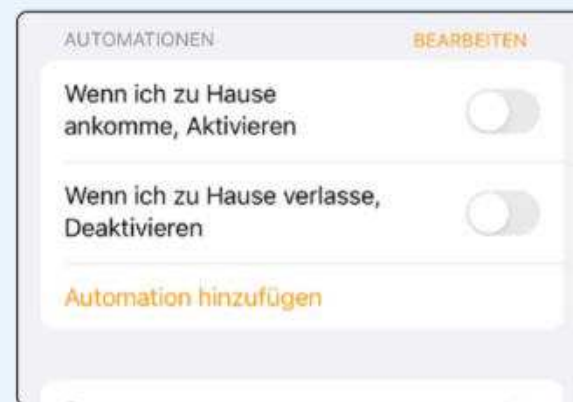 AUTOMATIONEN BEARBEITEN
Wenn ich zu Hause
ankomme, Aktivieren
Wenn ich zu Hause verlasse,
Deaktivieren
Automation hinzufügen